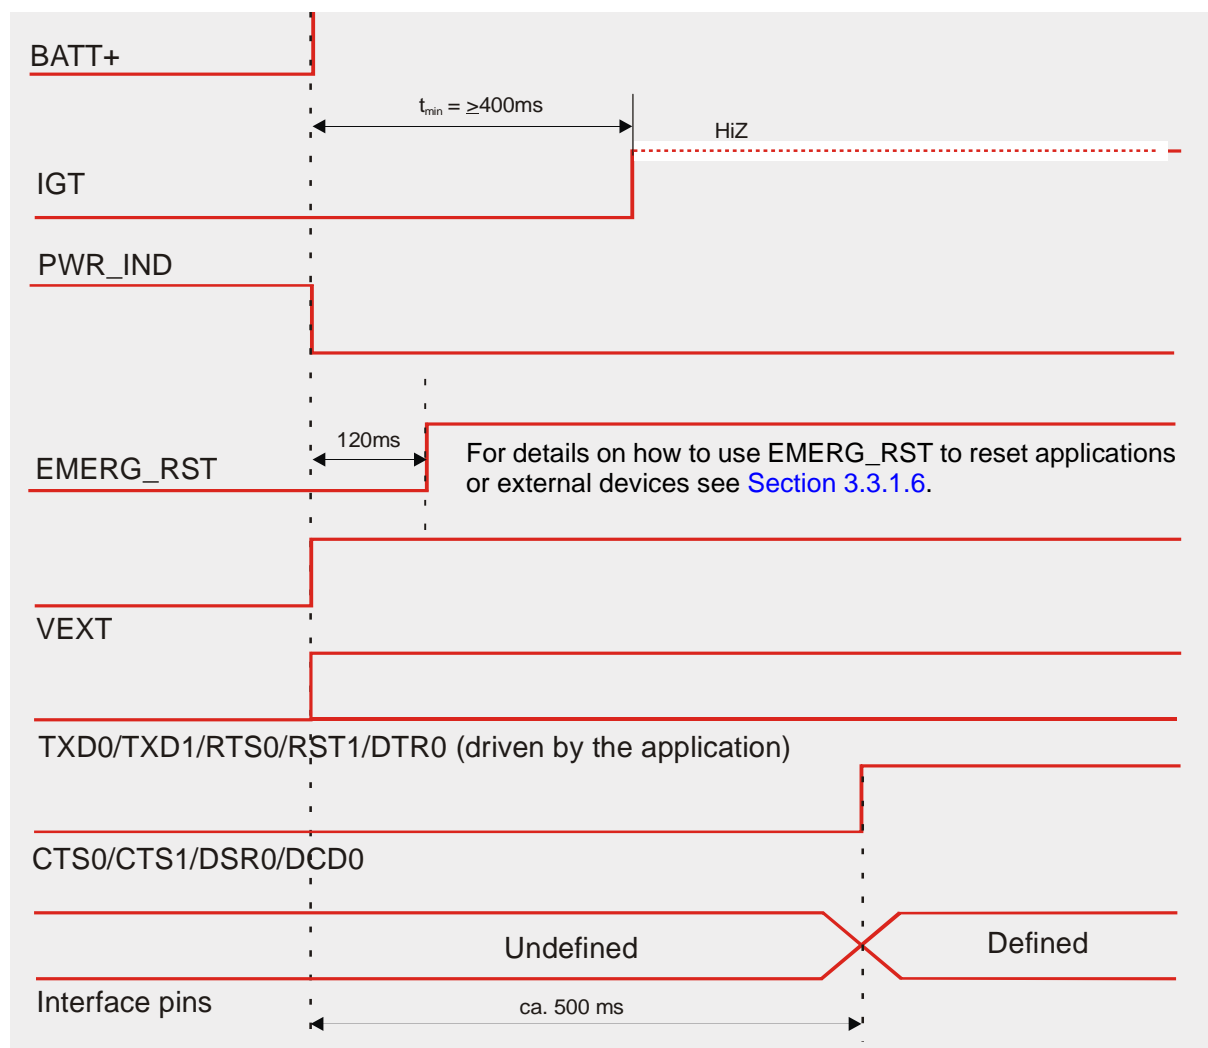 BATT+
tmin = ≥400ms
HiZ
IGT
PWR_IND
120ms
For details on how to use EMERG_RST to reset applications
or external devices see Section 3.3.1.6.
EMERG_RST
VEXT
TXD0/TXD1/RTS0/RST1/DTR0 (driven by the application)
CTS0/CTS1/DSR0/DCD0
Undefined
Defined
Interface pins
ca. 500 ms